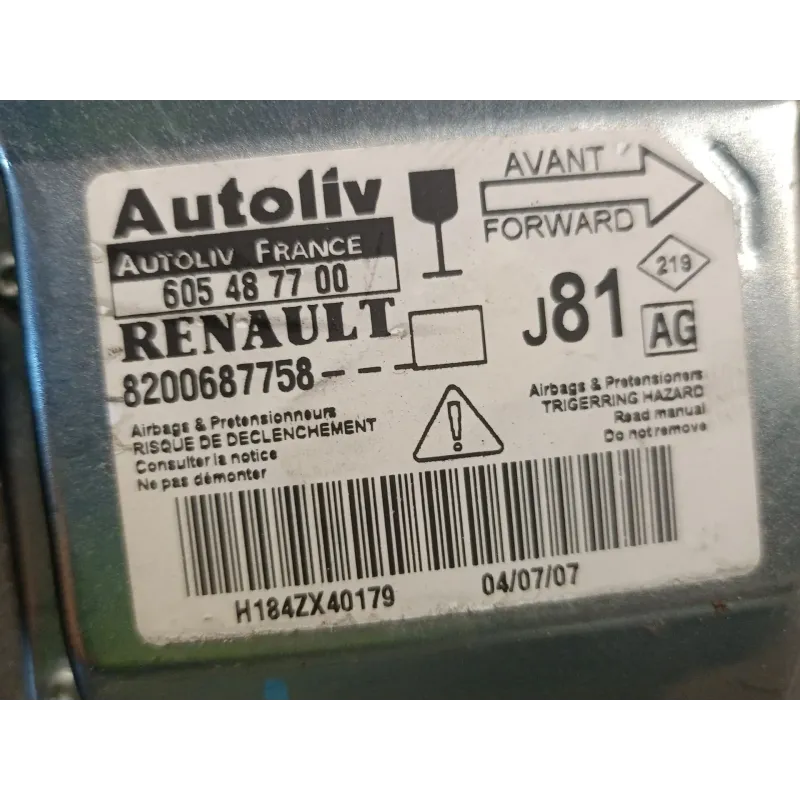 Autoliv
AUTOLIV FRANCE
605 48 77 00
RENAULT
8200687758--
AVANT
FORWARD
219
J81
AG
Airbags & Pretensionneurs
RISQUE DE DECLENCHEMENT
Consulter la notice
Ne pas démonter
Airbags & Pretensioners
TRIGERRING HAZARD
Read manual
Do not remove
H184ZX40179
04/07/07